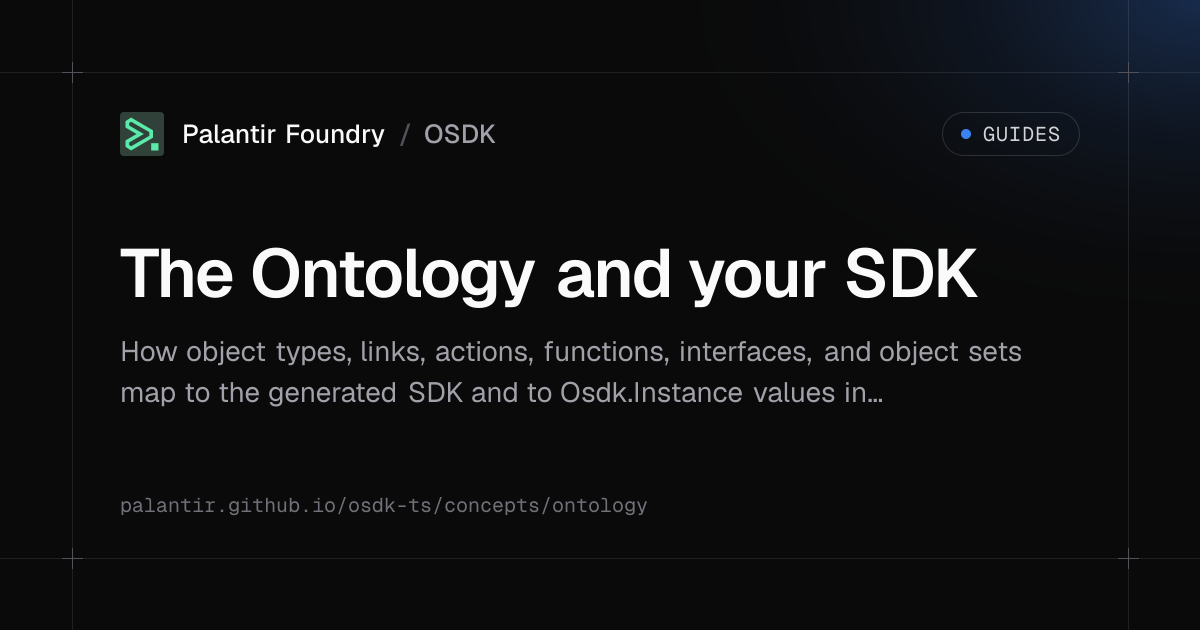 Palantir Foundry / OSDK
GUIDES
The Ontology and your SDK
How object types, links, actions, functions, interfaces, and object sets
map to the generated SDK and to Osdk.Instance values in…
palantir.github.io/osdk-ts/concepts/ontology